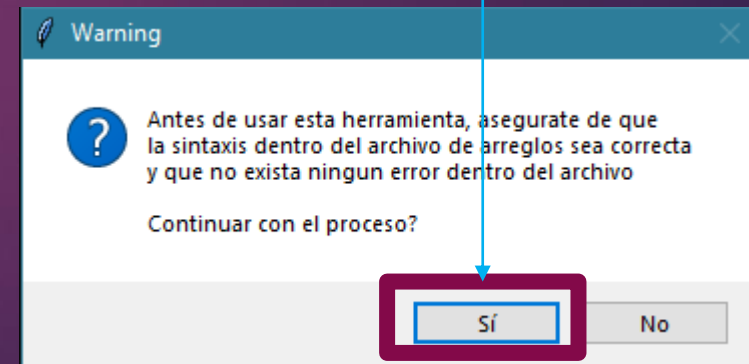 Warning
Antes de usar esta herramienta, asegurate de que
la sintaxis dentro del archivo de arreglos sea correcta
y que no exista ningun error dentro del archivo
Continuar con el proceso?
Sí
No